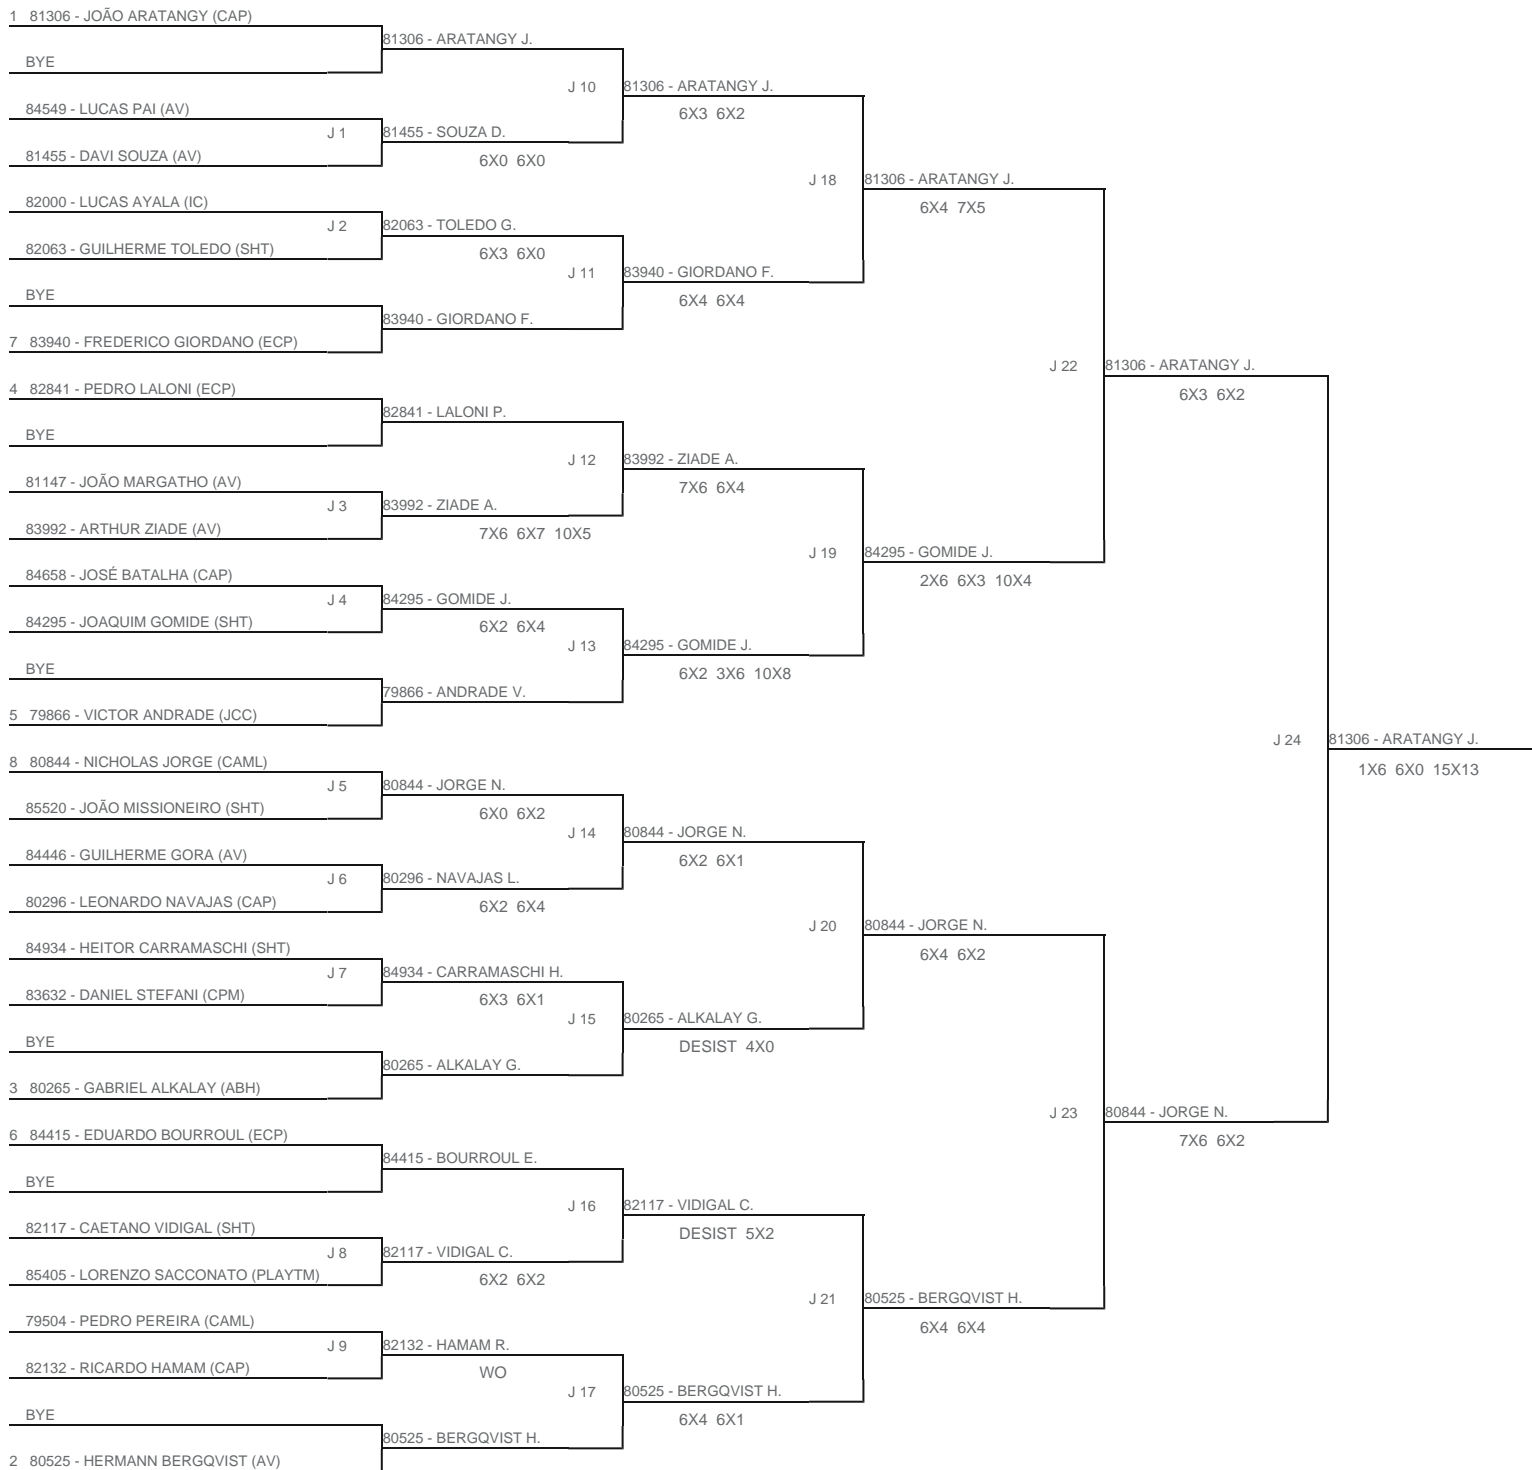 1 81306 - JOÃO ARATANGY (CAP)
81306 - ARATANGY J.
BYE
J 10
81306 - ARATANGY J.
6X3 6X2
84549 - LUCAS PAI (AV)
J 1
81455 - SOUZA D.
81455 - DAVI SOUZA (AV)
6X0 6X0
J 18
81306 - ARATANGY J.
6X4 7X5
82000 - LUCAS AYALA (IC)
J 2
82063 - TOLEDO G.
82063 - GUILHERME TOLEDO (SHT)
6X3 6X0
J 11
83940 - GIORDANO F.
6X4 6X4
BYE
83940 - GIORDANO F.
7 83940 - FREDERICO GIORDANO (ECP)
J 22
81306 - ARATANGY J.
6X3 6X2
4 82841 - PEDRO LALONI (ECP)
82841 - LALONI P.
BYE
J 12
83992 - ZIADE A.
7X6 6X4
81147 - JOÃO MARGATHO (AV)
J 3
83992 - ZIADE A.
83992 - ARTHUR ZIADE (AV)
7X6 6X7 10X5
J 19
84295 - GOMIDE J.
2X6 6X3 10X4
84658 - JOSÉ BATALHA (CAP)
J 4
84295 - GOMIDE J.
84295 - JOAQUIM GOMIDE (SHT)
6X2 6X4
J 13
84295 - GOMIDE J.
6X2 3X6 10X8
BYE
79866 - ANDRADE V.
5 79866 - VICTOR ANDRADE (JCC)
J 24
81306 - ARATANGY J.
1X6 6X0 15X13
8 80844 - NICHOLAS JORGE (CAML)
J 5
80844 - JORGE N.
85520 - JOÃO MISSIONEIRO (SHT)
6X0 6X2
J 14
80844 - JORGE N.
6X2 6X1
84446 - GUILHERME GORA (AV)
J 6
80296 - NAVAJAS L.
80296 - LEONARDO NAVAJAS (CAP)
6X2 6X4
J 20
80844 - JORGE N.
6X4 6X2
84934 - HEITOR CARRAMASCHI (SHT)
J 7
84934 - CARRAMASCHI H.
83632 - DANIEL STEFANI (CPM)
6X3 6X1
J 15
80265 - ALKALAY G.
DESIST 4X0
BYE
80265 - ALKALAY G.
3 80265 - GABRIEL ALKALAY (ABH)
J 23
80844 - JORGE N.
7X6 6X2
6 84415 - EDUARDO BOURROUL (ECP)
84415 - BOURROUL E.
BYE
J 16
82117 - VIDIGAL C.
DESIST 5X2
82117 - CAETANO VIDIGAL (SHT)
J 8
82117 - VIDIGAL C.
85405 - LORENZO SACCONATO (PLAYTM)
6X2 6X2
J 21
80525 - BERGQVIST H.
6X4 6X4
79504 - PEDRO PEREIRA (CAML)
J 9
82132 - HAMAM R.
82132 - RICARDO HAMAM (CAP)
WO
J 17
80525 - BERGQVIST H.
6X4 6X1
BYE
80525 - BERGQVIST H.
2 80525 - HERMANN BERGQVIST (AV)